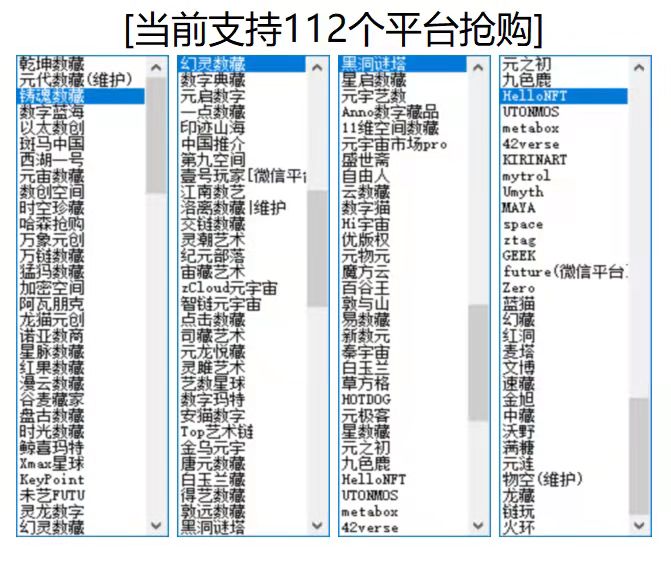 [当前支持112个平台抢购]
乾坤数藏
元代数藏(维护)
铸魂数藏
数字蓝海
以太数创
斑马中国
西湖一号
元宙数藏
数创空间
时空珍藏
哈森抢购
万象元创
万链数藏
猛犸数藏
加密空间
阿瓦朋克
龙猫元创
诺亚数商
星脉数藏
红果数藏
漫云数藏
谷麦藏家
盘古数藏
时光数藏
鲸喜玛特
Xmax星球
KeyPoint
未艺FUTU
灵龙数字
幻灵数藏
幻灵数藏
数字典藏
元启数字
一点数藏
印迹山海
中国推介
第九空间
壹号玩家[微信平台
江南数艺
洛离数藏|维护
交链数藏
灵潮艺术
纪元部落
宙藏艺术
zCloud元宇宙
智链元宇宙
点击数藏
司藏艺术
元龙悦藏
灵雎艺术
艺数星球
数字玛特
安猫数字
Top艺术链
金乌元宇
唐元数藏
白玉兰藏
得艺数藏
敦远数藏
黑洞谜塔
黑洞谜塔
星启数藏
元宇艺数
Anno数字藏品
11维空间数藏
元宇宙市场pro
盛世斋
自由人
云数藏
数字猫
Hi宇宙
优版权
元物元
魔方云
百谷王
敦与山
易数藏
新数元
秦宇宙
白玉兰
草方格
HOTDOG
元极客
星数藏
元之初
九色鹿
HelloNFT
UTONMOS
metabox
42verse
元之初
九色鹿
HelloNFT
UTONMOS
metabox
42verse
KIRINART
mytrol
Umyth
MAYA
space
ztag
GEEK
future(微信平台)
Zero
蓝猫
幻藏
红洞
麦塔
文博
速藏
金旭
中藏
沃野
满糖
元连
物空(维护)
龙藏
链玩
火环